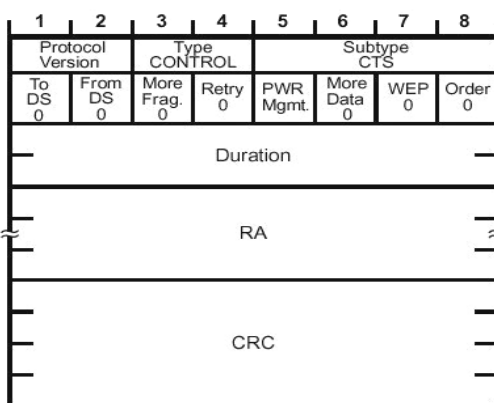 1 2 3 4 5 6 7 8
Protocol Version Type CONTROL Subtype CTS
To DS 0 From DS 0 More Frag. 0 Retry 0 PWR Mgmt. More Data 0 WEP 0 Order 0
Duration
RA
CRC